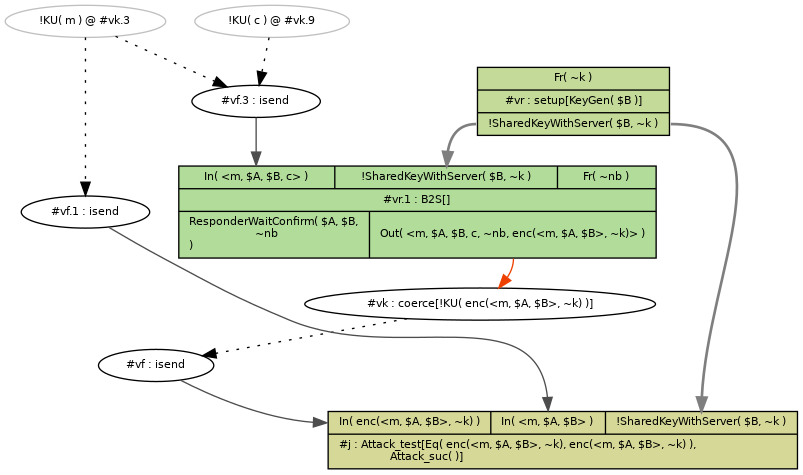 !KU( m ) @ #vk.3
!KU( c ) @ #vk.9
Fr( ~k )
#vr : setup[KeyGen( $B )]
!SharedKeyWithServer( $B, ~k )
#vf.3 : isend
In( <m, $A, $B, c> )
!SharedKeyWithServer( $B, ~k )
Fr( ~nb )
#vr.1 : B2S[]
ResponderWaitConfirm( $A, $B,
~nb
)
Out( <m, $A, $B, c, ~nb, enc(<m, $A, $B>, ~k)> )
#vf.1 : isend
#vk : coerce[!KU( enc(<m, $A, $B>, ~k) )]
#vf : isend
In( enc(<m, $A, $B>, ~k) )
In( <m, $A, $B> )
!SharedKeyWithServer( $B, ~k )
#j : Attack_test[Eq( enc(<m, $A, $B>, ~k), enc(<m, $A, $B>, ~k) ),
Attack_suc( )]